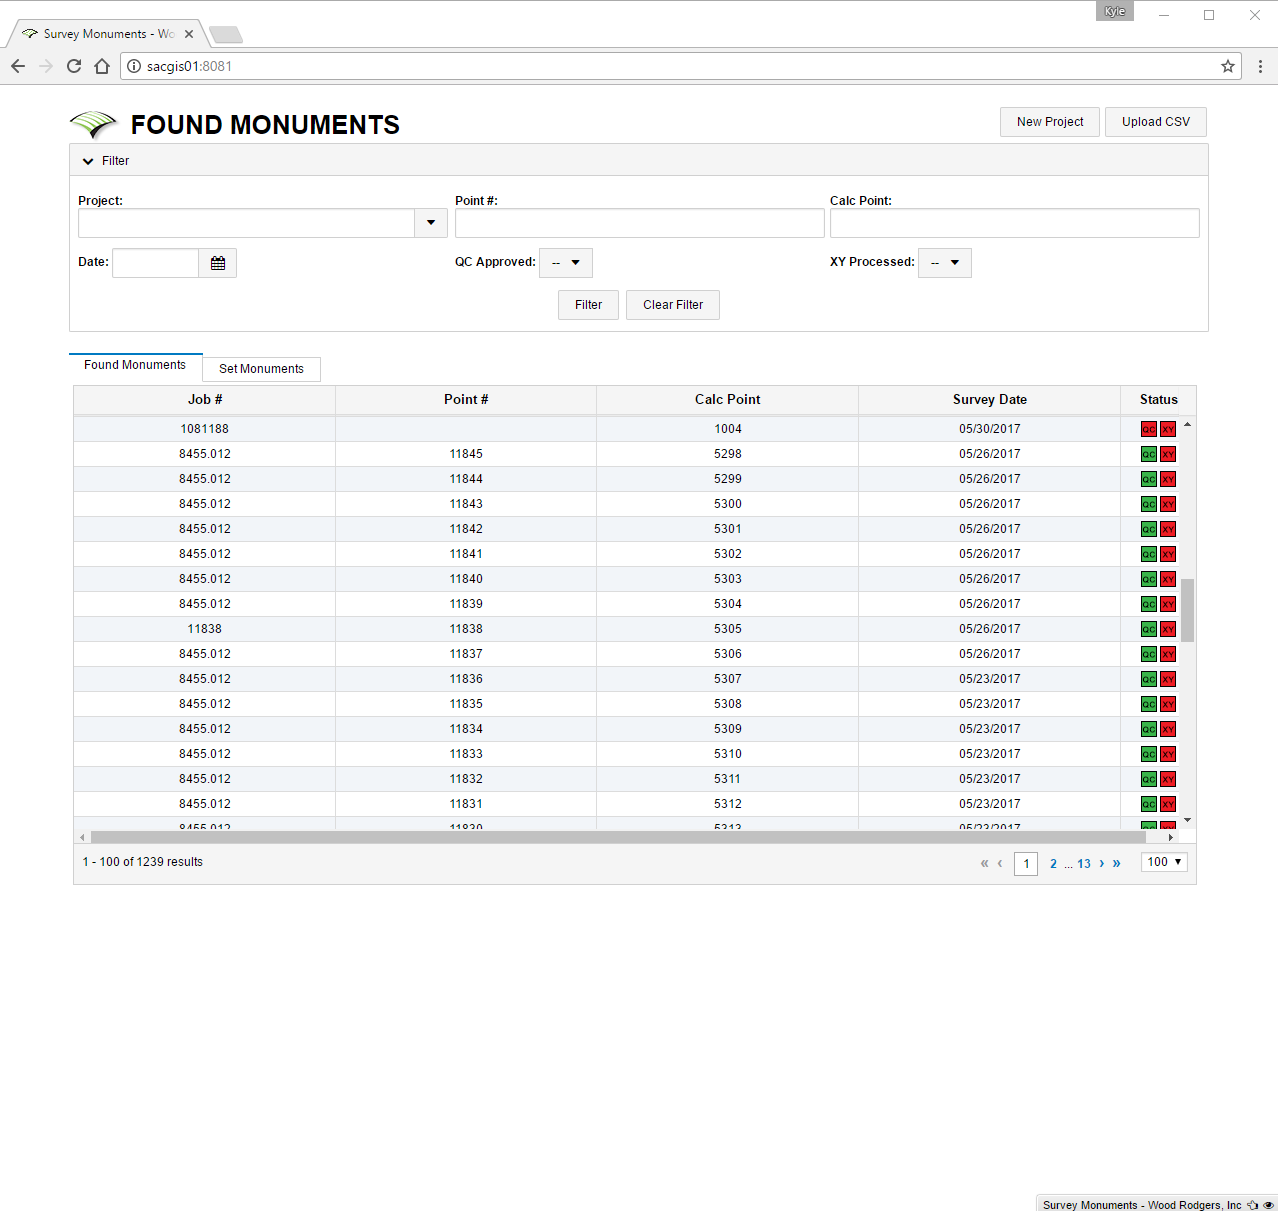 Kyle
Survey Monuments - Wo
sacgis01:8081
FOUND MONUMENTS
New Project
Upload CSV
Filter
Project:
Point #:
Calc Point:
Date:
QC Approved: --
XY Processed: --
Filter
Clear Filter
Found Monuments
Set Monuments
Job # Point # Calc Point Survey Date Status
1081188 1004 05/30/2017 QC XY
8455.012 11845 5298 05/26/2017 QC XY
8455.012 11844 5299 05/26/2017 QC XY
8455.012 11843 5300 05/26/2017 QC XY
8455.012 11842 5301 05/26/2017 QC XY
8455.012 11841 5302 05/26/2017 QC XY
8455.012 11840 5303 05/26/2017 QC XY
8455.012 11839 5304 05/26/2017 QC XY
11838 11838 5305 05/26/2017 QC XY
8455.012 11837 5306 05/26/2017 QC XY
8455.012 11836 5307 05/23/2017 QC XY
8455.012 11835 5308 05/23/2017 QC XY
8455.012 11834 5309 05/23/2017 QC XY
8455.012 11833 5310 05/23/2017 QC XY
8455.012 11832 5311 05/23/2017 QC XY
8455.012 11831 5312 05/23/2017 QC XY
8455.012 11830 5313 05/23/2017 QC XY
1 - 100 of 1239 results
« ‹ 1 2 ... 13 › » 100
Survey Monuments - Wood Rodgers, Inc